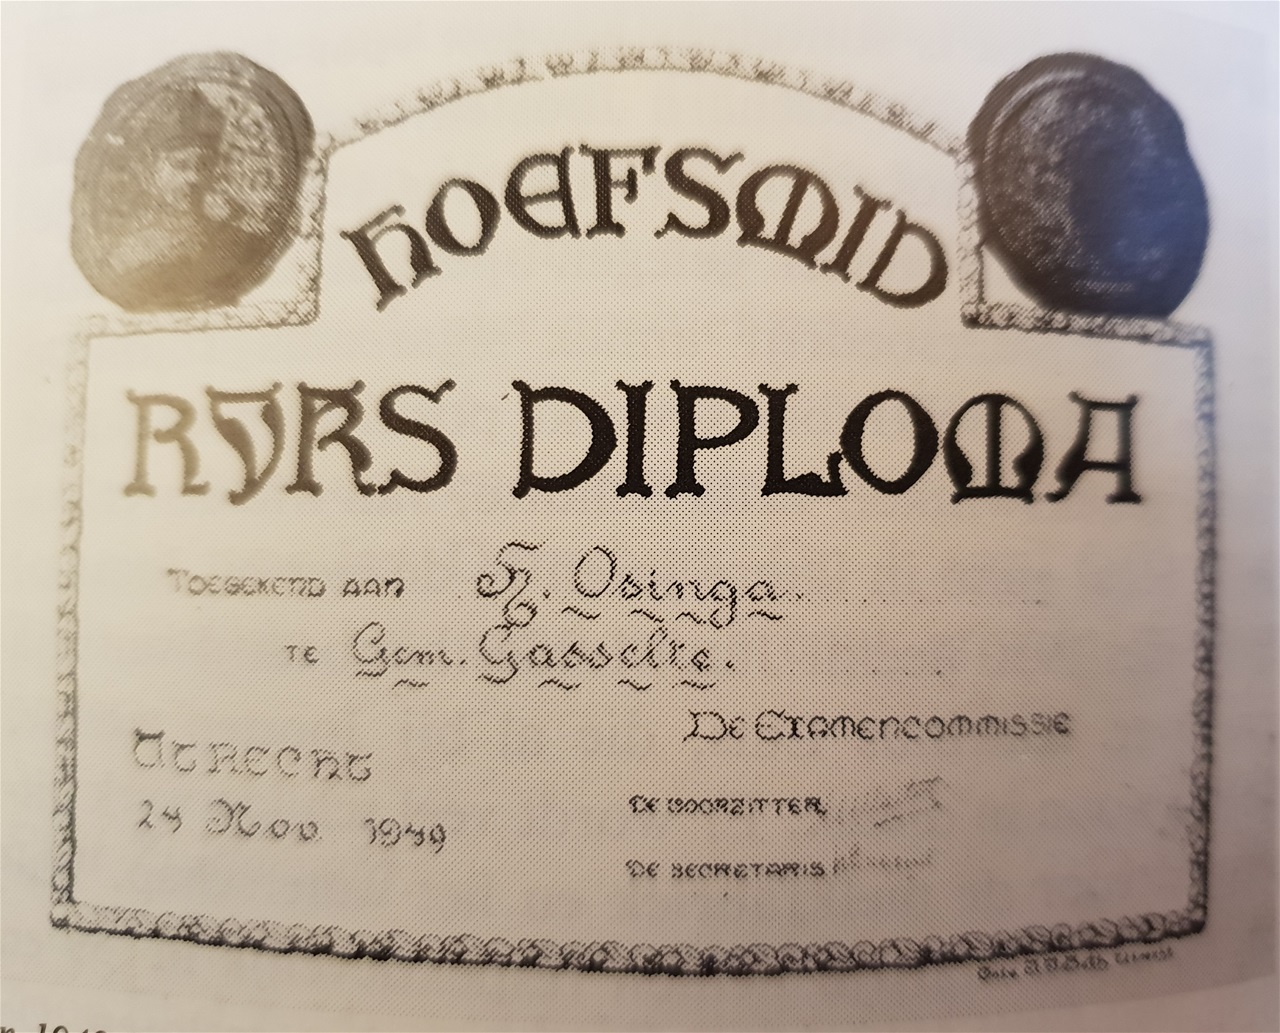 HOEFSMID
RYKS DIPLOMA
TOEGEKEND AAN H. Osinga.
TE Gem. Gasselte.
DE EXAMENCOMMISSIE
UTRECHT
DE VOORZITTER,
24 Nov 1949
DE SECRETARIS